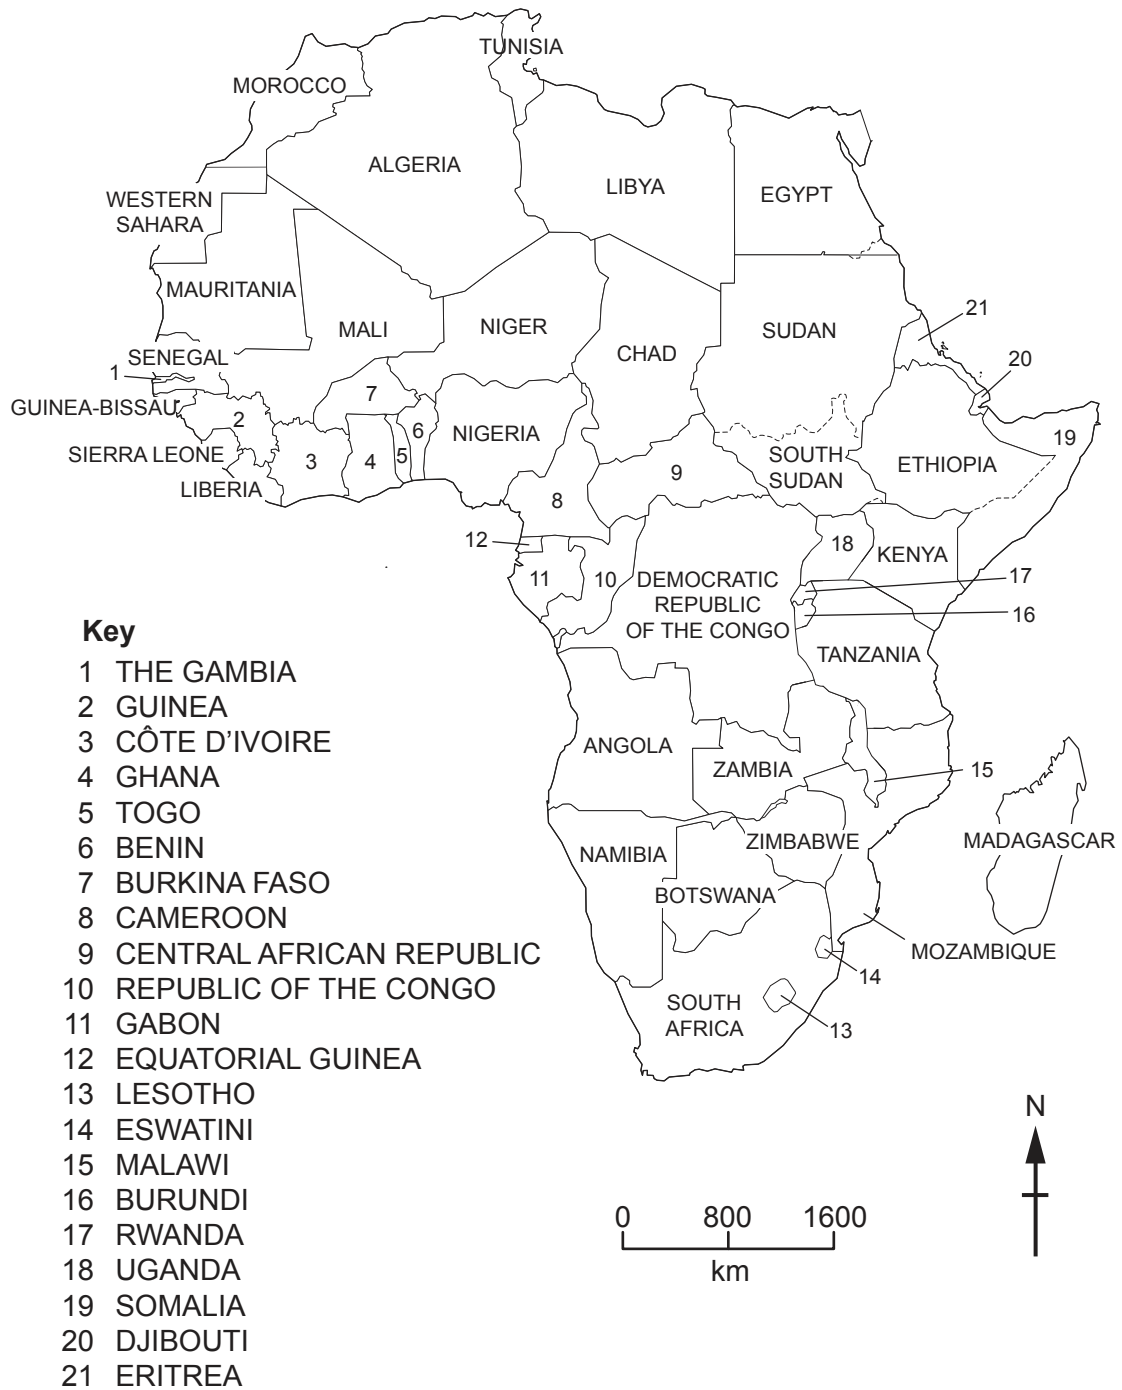 TUNISIA
MOROCCO
ALGERIA
LIBYA
EGYPT
WESTERN
SAHARA
MAURITANIA
MALI
NIGER
CHAD
SUDAN
21
SENEGAL
20
1
7
GUINEA-BISSAU
2
6
NIGERIA
19
SIERRA LEONE
3
4
5
SOUTH
SUDAN
ETHIOPIA
9
LIBERIA
8
12
18
KENYA
11
10
DEMOCRATIC
REPUBLIC
OF THE CONGO
17
16
TANZANIA
ANGOLA
ZAMBIA
15
MADAGASCAR
ZIMBABWE
NAMIBIA
BOTSWANA
MOZAMBIQUE
14
SOUTH
AFRICA
13
Key
1 THE GAMBIA
2 GUINEA
3 CÔTE D’IVOIRE
4 GHANA
5 TOGO
6 BENIN
7 BURKINA FASO
8 CAMEROON
9 CENTRAL AFRICAN REPUBLIC
10 REPUBLIC OF THE CONGO
11 GABON
12 EQUATORIAL GUINEA
13 LESOTHO
14 ESWATINI
15 MALAWI
16 BURUNDI
17 RWANDA
18 UGANDA
19 SOMALIA
20 DJIBOUTI
21 ERITREA
N
0 800 1600
km